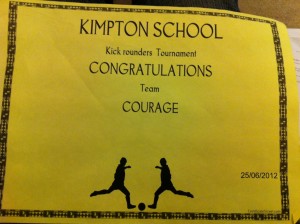 KIMPTON SCHOOL
Kick rounders Tournament
CONGRATULATIONS
Team
COURAGE
25/06/2012